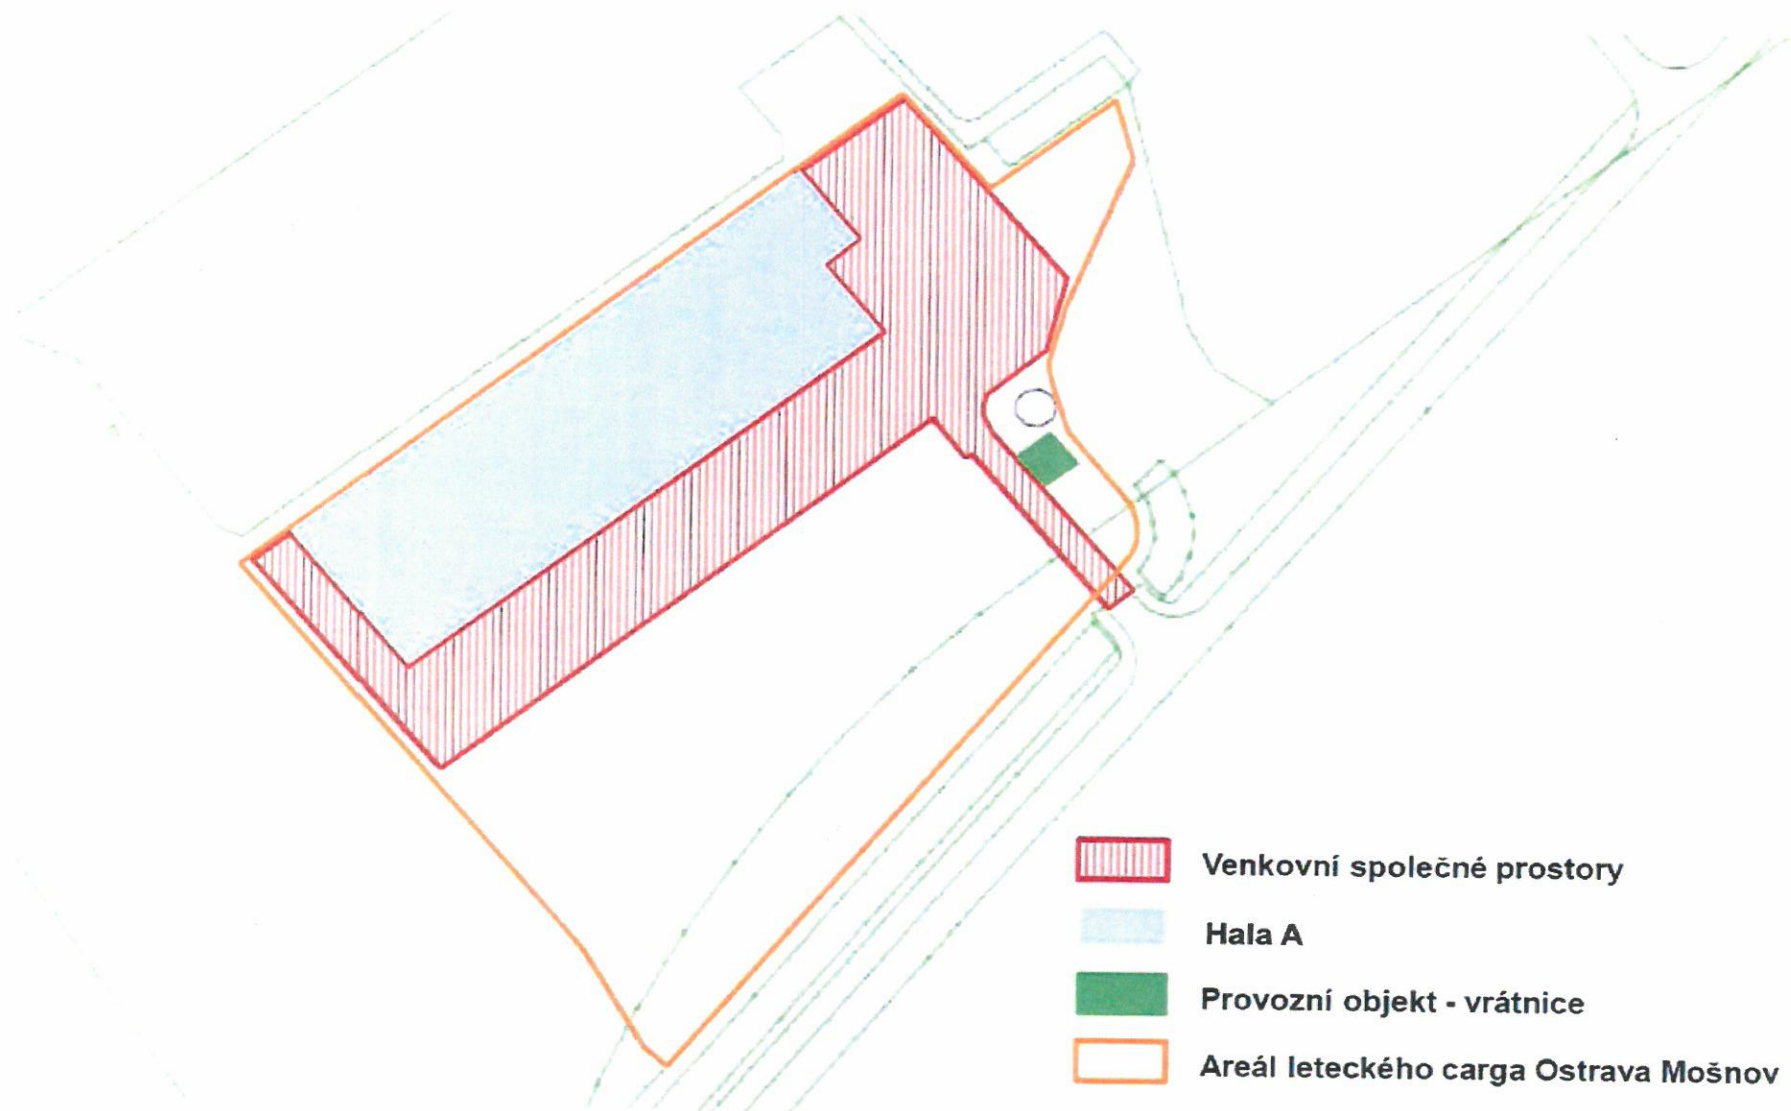 Venkovní společné prostory
Hala A
Provozní objekt - vrátnice
Areál leteckého carga Ostrava Mošnov